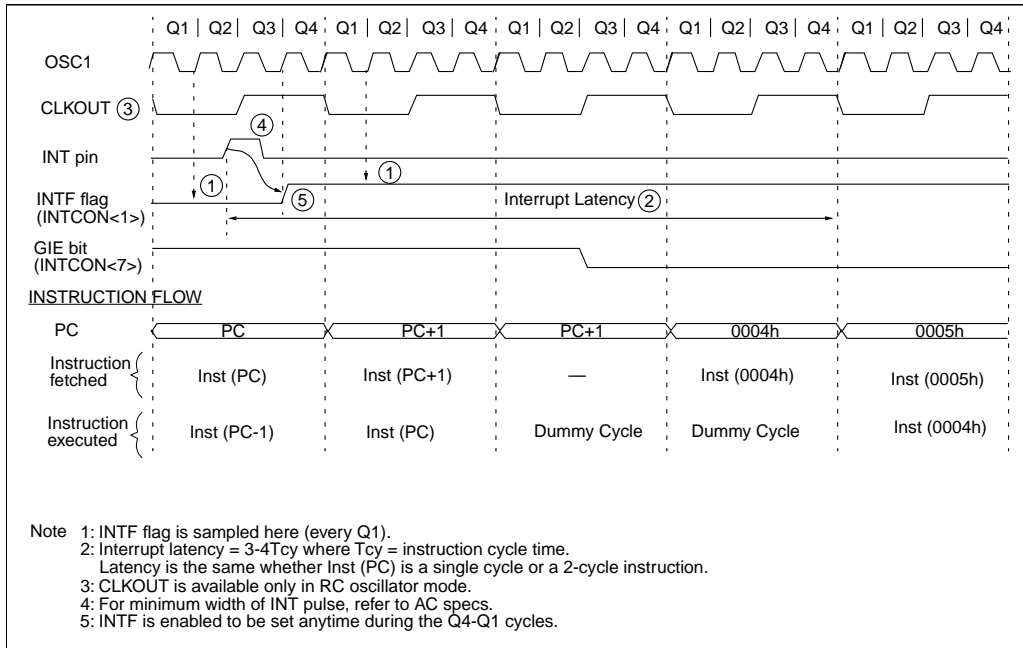 Q1 | Q2 | Q3 | Q4 Q1 | Q2 | Q3 | Q4 Q1 | Q2 | Q3 | Q4 Q1 | Q2 | Q3 | Q4 Q1 | Q2 | Q3 | Q4
OSC1
CLKOUT 3
4
INT pin
1
1
INTF flag
(INTCON<1>)
5
Interrupt Latency 2
GIE bit
(INTCON<7>)
INSTRUCTION FLOW
PC PC PC+1 PC+1 0004h 0005h
Instruction
fetched
Inst (PC) Inst (PC+1) — Inst (0004h) Inst (0005h)
Instruction
executed
Inst (PC-1) Inst (PC) Dummy Cycle Dummy Cycle Inst (0004h)
Note 1: INTF flag is sampled here (every Q1).
2: Interrupt latency = 3-4Tcy where Tcy = instruction cycle time.
Latency is the same whether Inst (PC) is a single cycle or a 2-cycle instruction.
3: CLKOUT is available only in RC oscillator mode.
4: For minimum width of INT pulse, refer to AC specs.
5: INTF is enabled to be set anytime during the Q4-Q1 cycles.